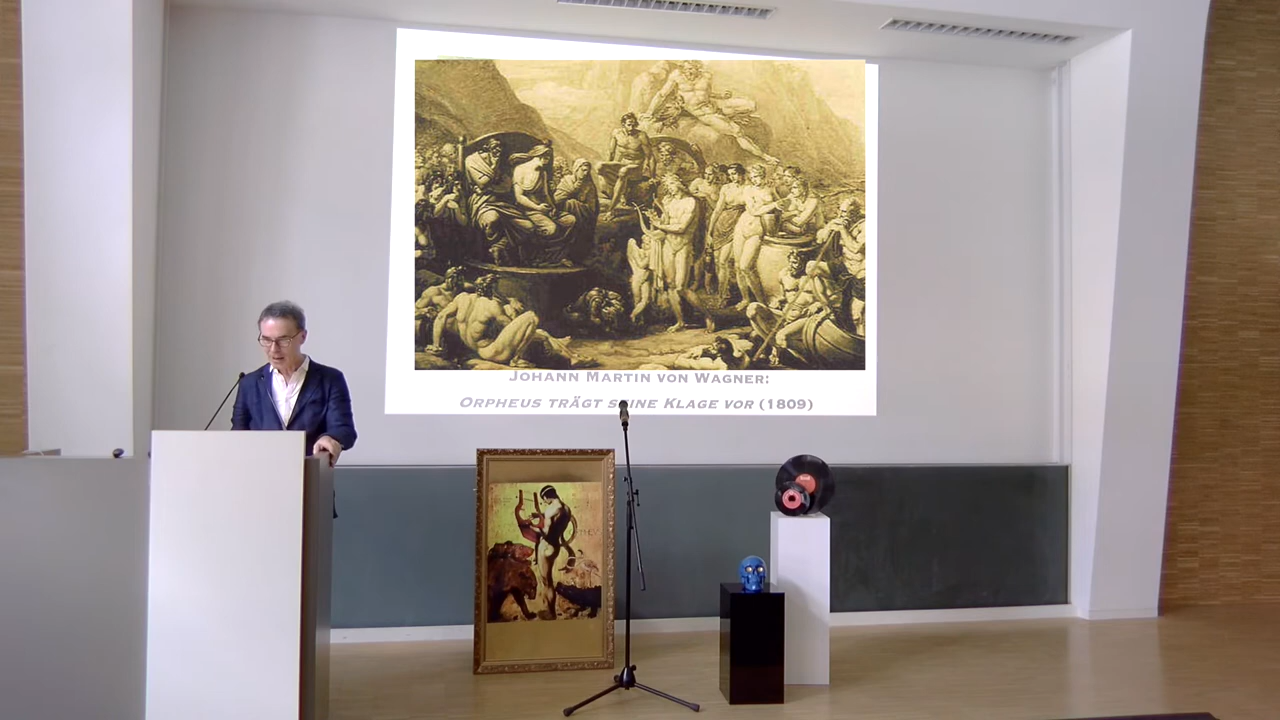 Johann Martin von Wagner:
Orpheus trägt seine Klage vor (1809)